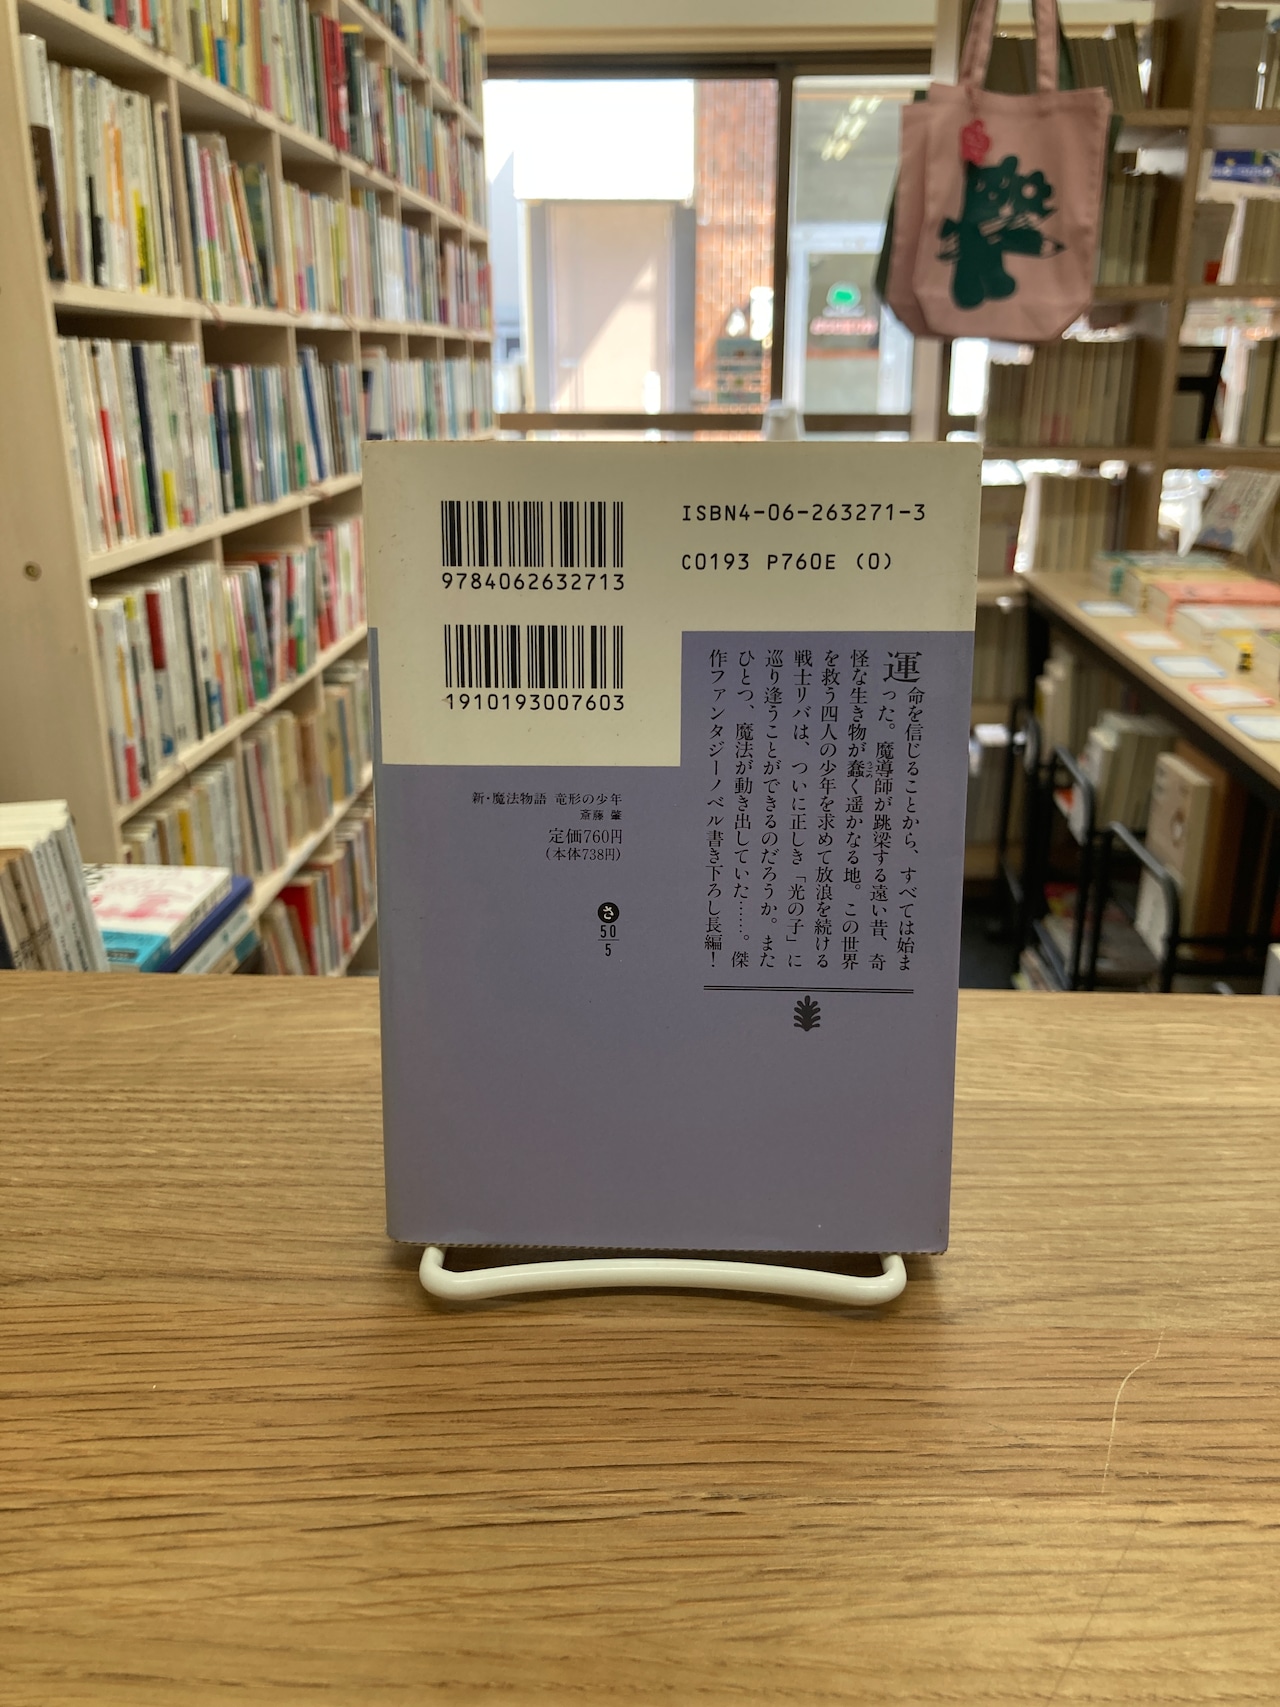 ISBN4-06-263271-3
C0193 P760E (0)
9784062632713
1910193007603
運命を信じることから、すべては始ま
った。魔導師が跳梁する遠い昔、奇
怪な生き物が蠢く遥かなる地。この世界
を救う四人の少年を求めて放浪を続ける
戦士リバは、ついに正しき「光の子」に
巡り逢うことができるのだろうか。また
ひとつ、魔法が動き出していた……。傑
作ファンタジーノベル書き下ろし長編！
新・魔法物語 竜形の少年
斎藤 肇
定価760円
(本体738円)
さ
50
5